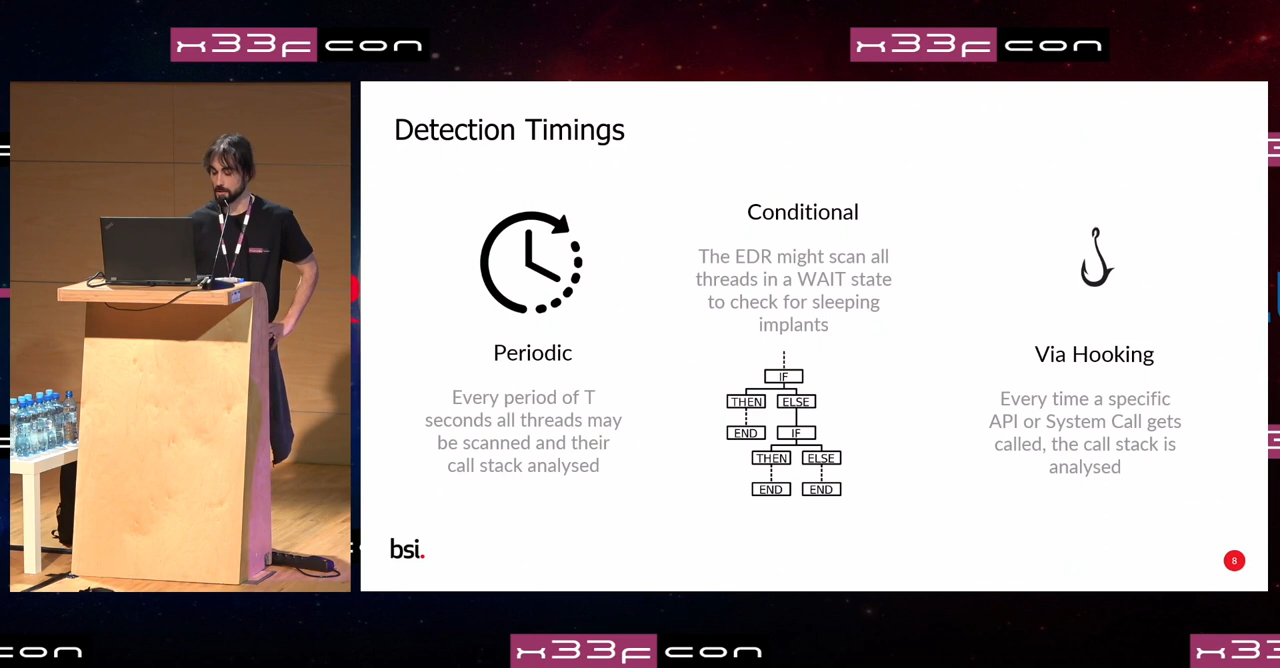 x33fcon
x33fcon
Detection Timings
Periodic
Every period of T
seconds all threads may
be scanned and their
call stack analysed
Conditional
The EDR might scan all
threads in a WAIT state
to check for sleeping
implants
IF
THEN ELSE
END IF
THEN ELSE
END END
Via Hooking
Every time a specific
API or System Call gets
called, the call stack is
analysed
bsi.
8
con
x33fcon
x33